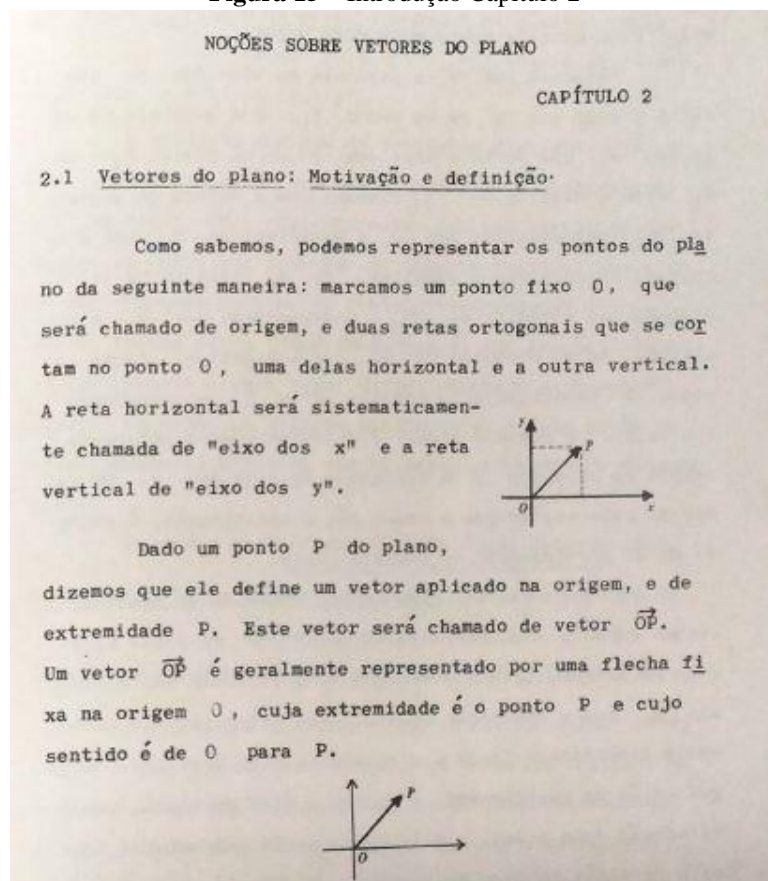 Figura 13 – Introdução Capítulo 2
NOÇÕES SOBRE VETORES DO PLANO
CAPÍTULO 2
2.1 Vetores do plano: Motivação e definição.
Como sabemos, podemos representar os pontos do pla
no da seguinte maneira: marcamos um ponto fixo O, que
será chamado de origem, e duas retas ortogonais que se cor
tam no ponto O, uma delas horizontal e a outra vertical.
A reta horizontal será sistematicamen-
te chamada de "eixo dos x" e a reta
vertical de "eixo dos y".
y
P
O
x
Dado um ponto P do plano,
dizemos que ele define um vetor aplicado na origem, e de
extremidade P. Este vetor será chamado de vetor O⃗P⃗.
Um vetor O⃗P⃗ é geralmente representado por uma flecha fi
xa na origem O, cuja extremidade é o ponto P e cujo
sentido é de O para P.
P
O